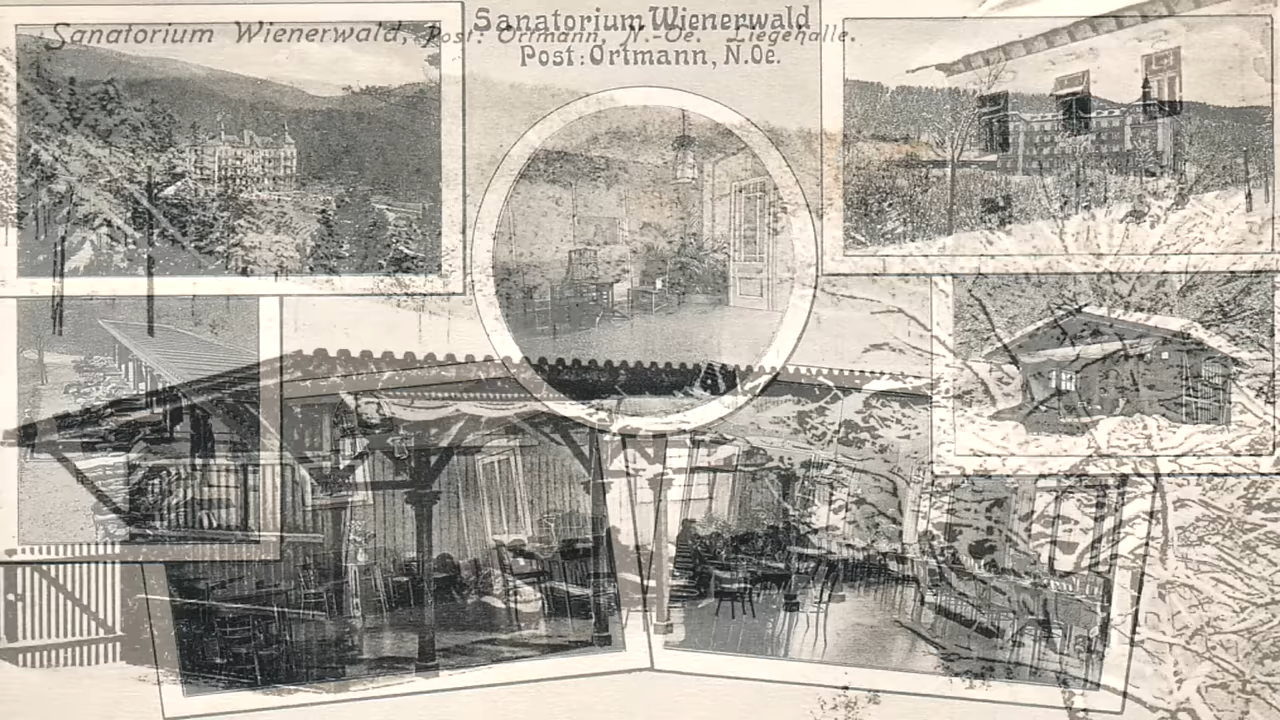 Sanatorium Wienerwald
Sanatorium Wienerwald, Post: Ortmann, N.-Oe. Liegehalle.
Post: Ortmann, N.Oe.